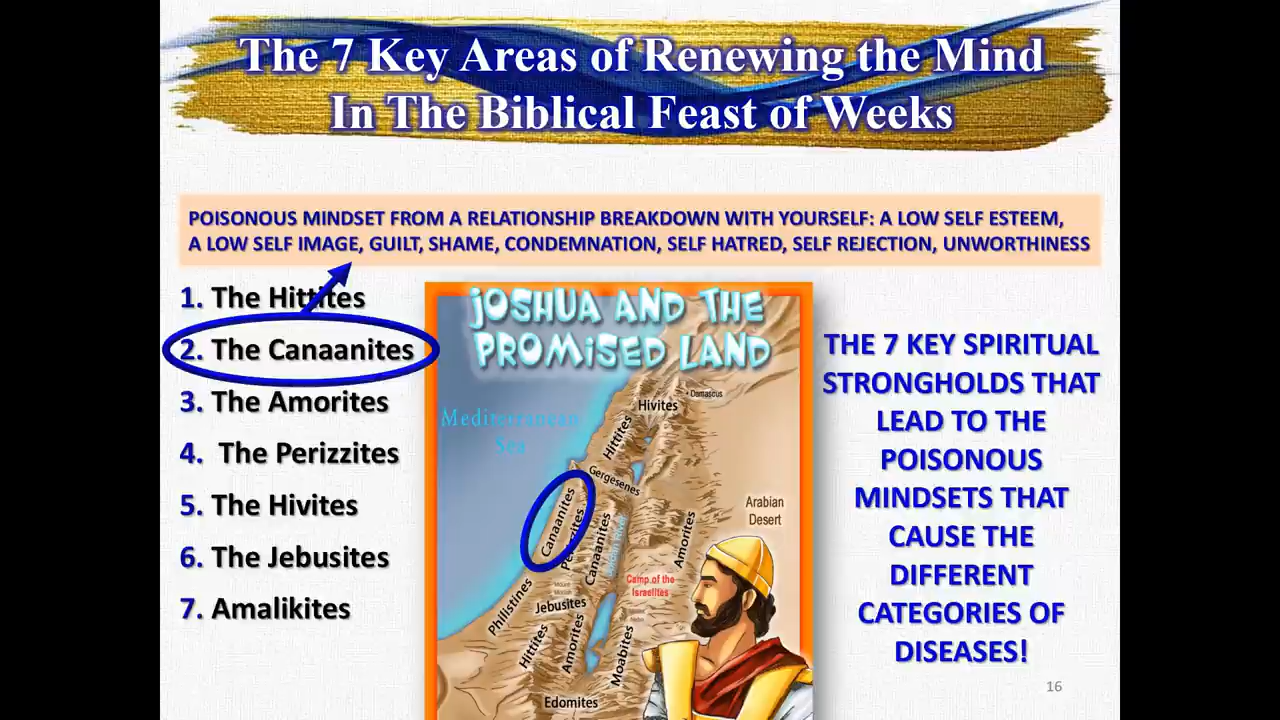 The 7 Key Areas of Renewing the Mind
In The Biblical Feast of Weeks
POISONOUS MINDSET FROM A RELATIONSHIP BREAKDOWN WITH YOURSELF: A LOW SELF ESTEEM,
A LOW SELF IMAGE, GUILT, SHAME, CONDEMNATION, SELF HATRED, SELF REJECTION, UNWORTHINESS
1. The Hittites
2. The Canaanites
3. The Amorites
4. The Perizzites
5. The Hivites
6. The Jebusites
7. Amalikites
JOSHUA AND THE
PROMISED LAND
Damascus
Hivites
Mediterranean
Sea
Hittites
Gergesenes
Canaanites
Perizzites
Canaanites
Amorites
Arabian
Desert
Camp of the
Israelites
Philistines
Jebusites
Hittites
Amorites
Moabites
Edomites
THE 7 KEY SPIRITUAL
STRONGHOLDS THAT
LEAD TO THE
POISONOUS
MINDSETS THAT
CAUSE THE
DIFFERENT
CATEGORIES OF
DISEASES!
16